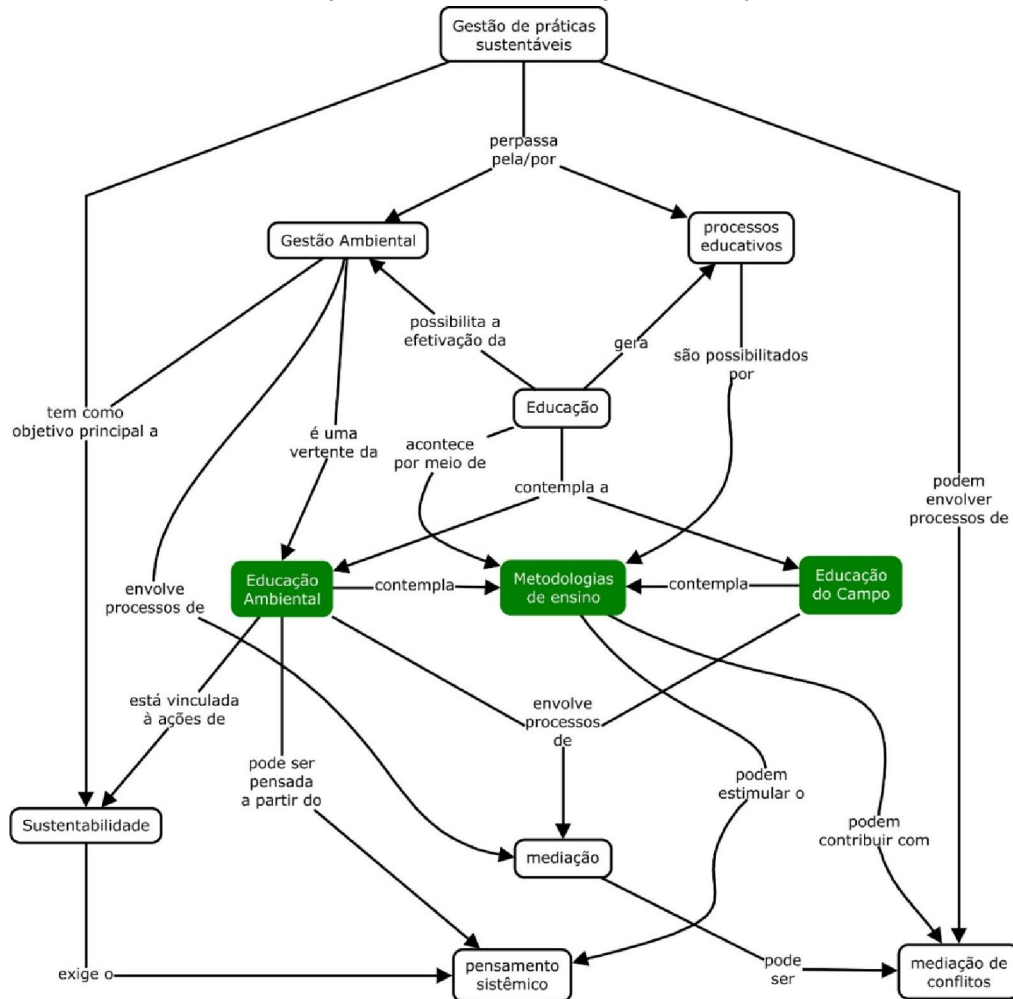 Gestão de práticas
sustentáveis
perpassa
pela/por
Gestão Ambiental
processos
educativos
possibilita a
efetivação da
gera
são possibilitados
por
Educação
tem como
objetivo principal a
é uma
vertente da
acontece
por meio de
contempla a
podem
envolver
processos de
Educação
Ambiental
contempla
Metodologias
de ensino
contempla
Educação
do Campo
envolve
processos de
está vinculada
à ações de
envolve
processos
de
pode ser
pensada
a partir do
podem
estimular o
Sustentabilidade
podem
contribuir com
mediação
exige o
pensamento
sistêmico
pode
ser
mediação de
conflitos